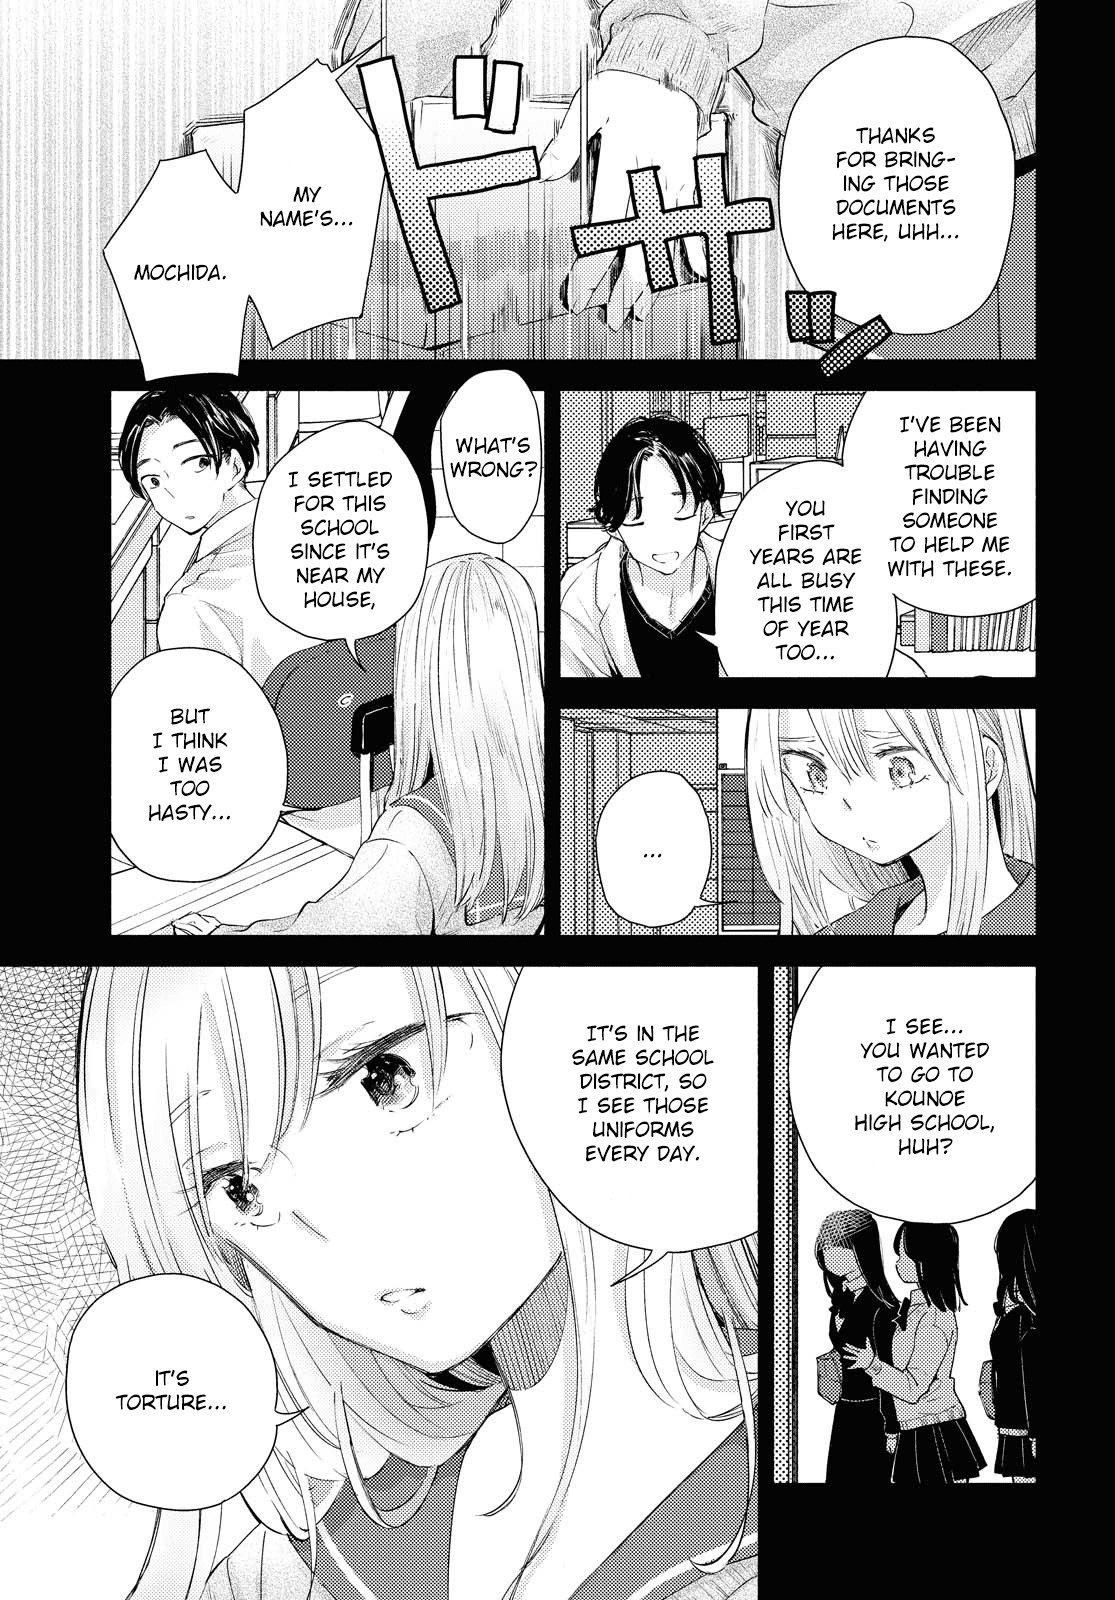 THANKS
FOR BRING-
ING THOSE
DOCUMENTS
HERE, UHH...
ドサ
ドサッ
MY
NAME'S...
MOCHIDA.
I'VE BEEN
HAVING
TROUBLE
FINDING
SOMEONE
TO HELP ME
WITH THESE.
YOU
FIRST
YEARS ARE
ALL BUSY
THIS TIME
OF YEAR
TOO...
...
WHAT'S
WRONG?
I SETTLED
FOR THIS
SCHOOL
SINCE IT'S
NEAR MY
HOUSE,
BUT
I THINK
I WAS
TOO
HASTY...
I SEE...
YOU WANTED
TO GO TO
KOUNOE
HIGH SCHOOL,
HUH?
IT'S IN THE
SAME SCHOOL
DISTRICT, SO
I SEE THOSE
UNIFORMS
EVERY DAY.
IT'S
TORTURE...